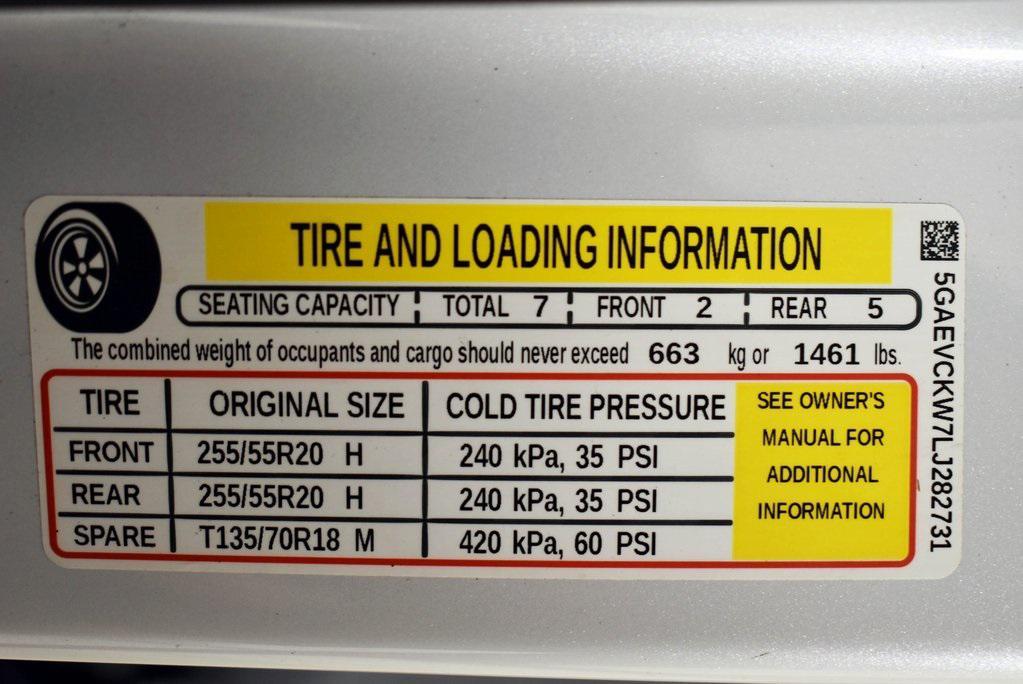 TIRE AND LOADING INFORMATION
SEATING CAPACITY TOTAL 7 FRONT 2 REAR 5
The combined weight of occupants and cargo should never exceed 663 kg or 1461 lbs.
TIRE ORIGINAL SIZE COLD TIRE PRESSURE
FRONT 255/55R20 H 240 kPa, 35 PSI
REAR 255/55R20 H 240 kPa, 35 PSI
SPARE T135/70R18 M 420 kPa, 60 PSI
SEE OWNER'S
MANUAL FOR
ADDITIONAL
INFORMATION
5GAEVCKW7LJ282731